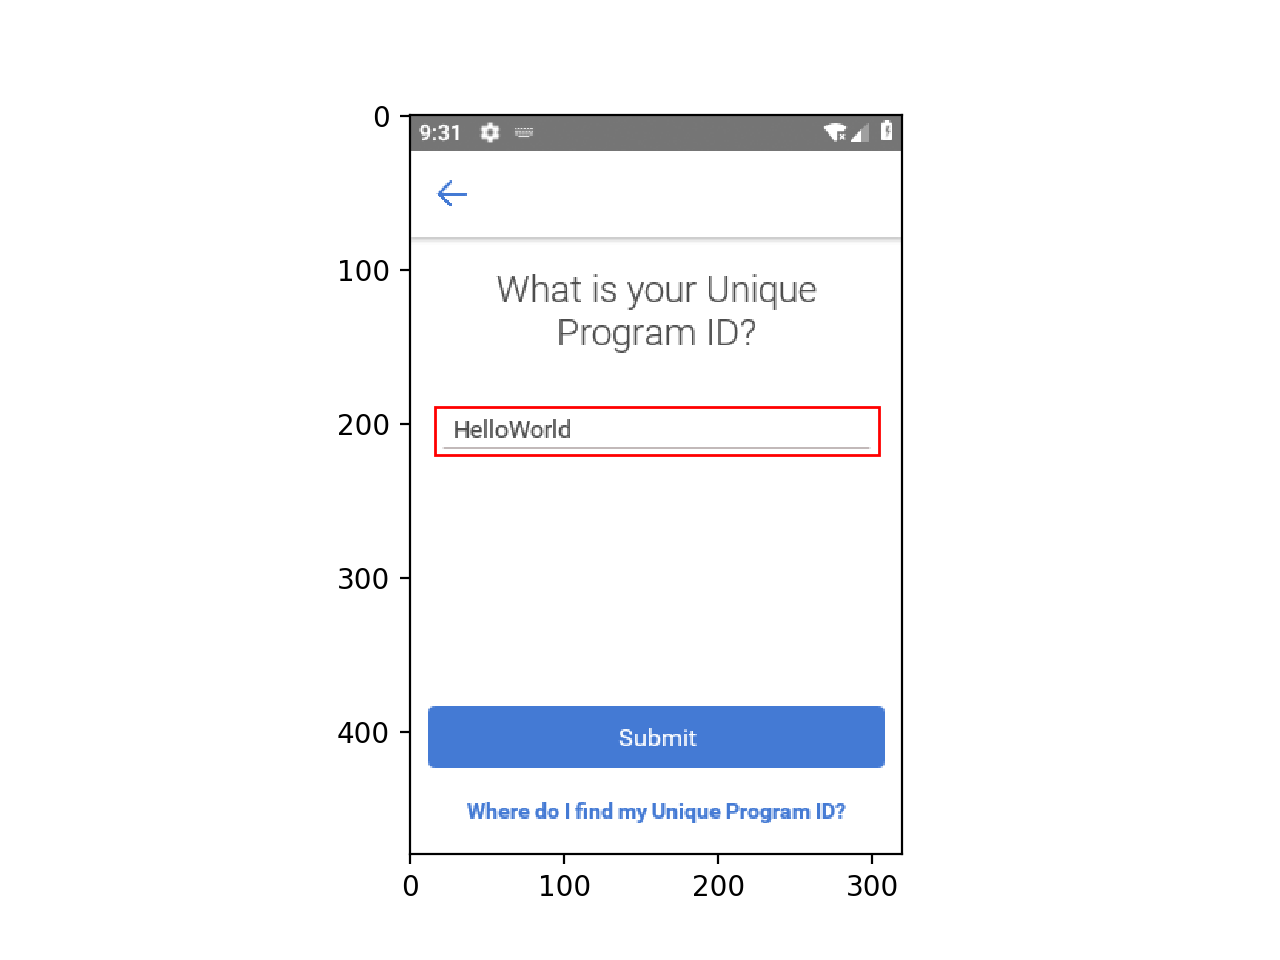 0
9:31
100
What is your Unique
Program ID?
200
HelloWorld
300
400
Submit
Where do I find my Unique Program ID?
0 100 200 300